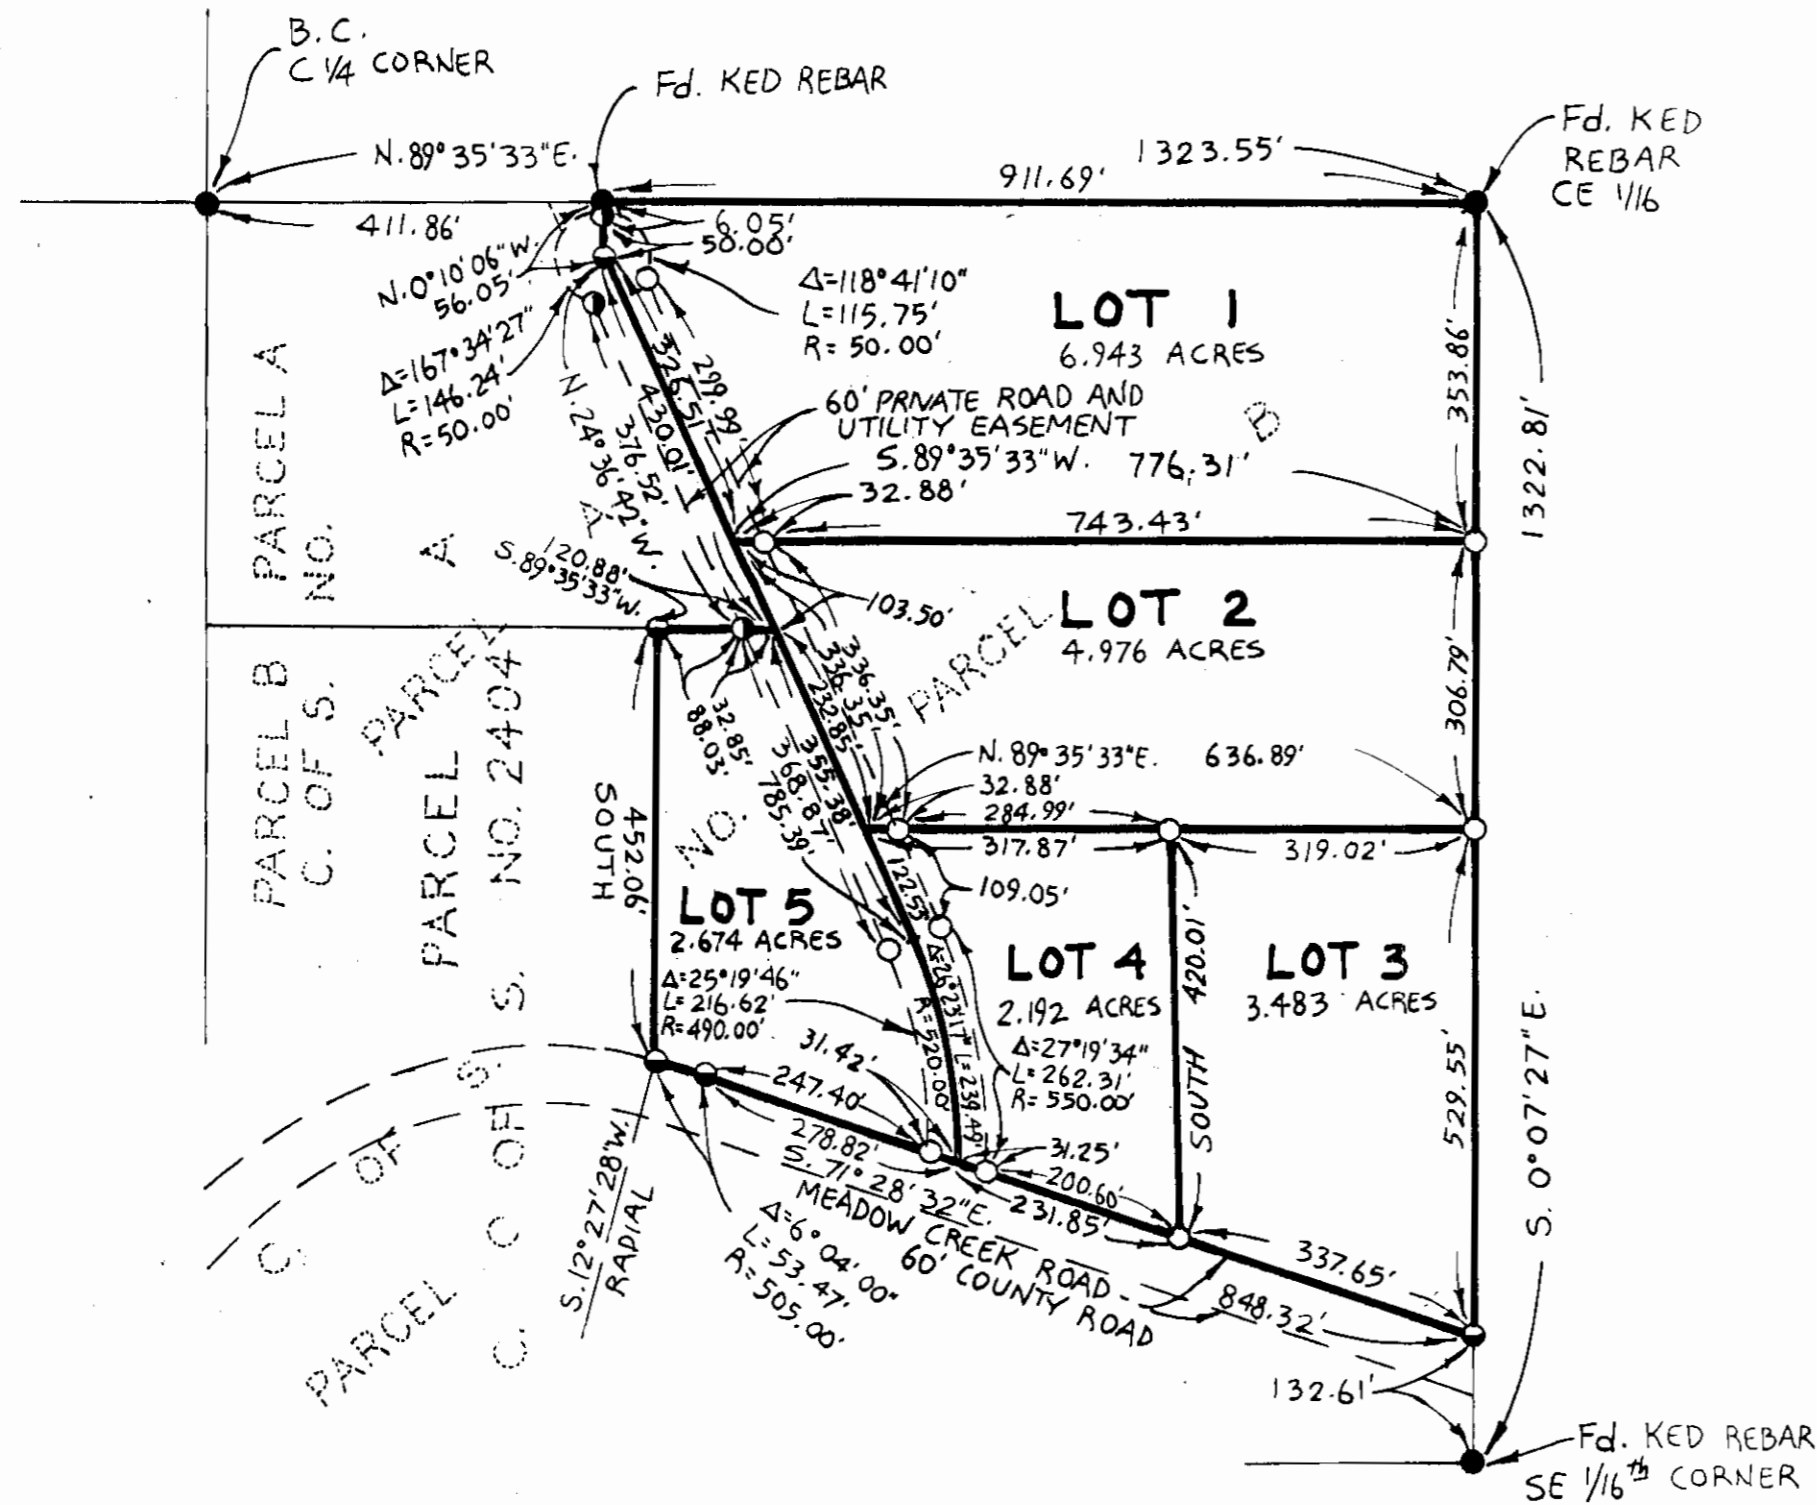 B.C.
C 1/4 CORNER
Fd. KED REBAR
Fd. KED
REBAR
CE 1/16
N.89°35'33"E.
1323.55'
911.69'
411.86'
6.05'
50.00'
N.0°10'06"W.
56.05'
Δ=118°41'10"
L=115.75'
R=50.00'
LOT 1
6.943 ACRES
353.86'
1322.81'
Δ=167°34'27"
L=146.24'
R=50.00'
299.99'
326.51'
430.01'
376.52'
N.24°36'42"W.
60' PRIVATE ROAD AND
UTILITY EASEMENT
S.89°35'33"W. 776.31'
32.88'
743.43'
B
PARCEL A
NO.
A
A
120.88'
S.89°35'33"W.
103.50'
LOT 2
4.976 ACRES
306.79'
PARCEL
PARCEL B
C. OF S.
PARCEL
PARCEL
NO. 2404
336.35'
336.35'
232.85'
32.85'
88.03'
355.38'
368.87'
785.39'
NO.
N.89°35'33"E. 636.89'
32.88'
284.99'
317.87'
319.02'
452.06'
SOUTH
122.53'
109.05'
LOT 5
2.674 ACRES
Δ=25°19'46"
L=216.62'
R=490.00'
Δ=26°23'17" L=239.49'
R=520.00'
LOT 4
2.192 ACRES
Δ=27°19'34"
L=262.31'
R=550.00'
420.01'
SOUTH
LOT 3
3.483 ACRES
529.55'
S.0°07'27"E.
31.42'
247.40'
278.82'
31.25'
200.60'
231.85'
S.71°28'32"E.
MEADOW CREEK ROAD
60' COUNTY ROAD
337.65'
848.32'
132.61'
S.12°27'28"W.
RADIAL
Δ=6°04'00"
L=53.47'
R=505.00'
C. OF S.
C. OF S.
PARCEL
C.
Fd. KED REBAR
SE 1/16th CORNER